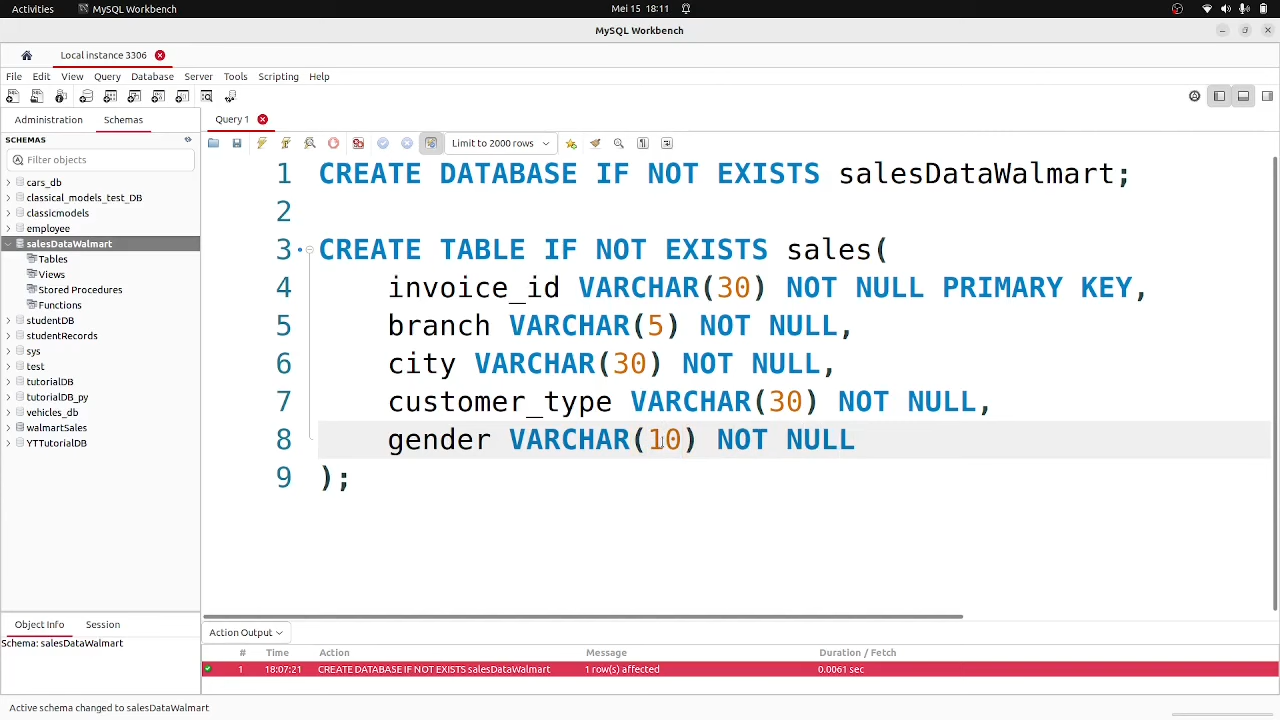 Activities
MySQL Workbench
Mei 15 18:11
MySQL Workbench
Local instance 3306
File Edit View Query Database Server Tools Scripting Help
Administration
Schemas
Query 1
SCHEMAS
Filter objects
Limit to 2000 rows
cars_db
classical_models_test_DB
classicmodels
employee
salesDataWalmart
Tables
Views
Stored Procedures
Functions
studentDB
studentRecords
sys
test
tutorialDB
tutorialDB_py
vehicles_db
walmartSales
YTTutorialDB
1 CREATE DATABASE IF NOT EXISTS salesDataWalmart;
2
3 CREATE TABLE IF NOT EXISTS sales(
4 invoice_id VARCHAR(30) NOT NULL PRIMARY KEY,
5 branch VARCHAR(5) NOT NULL,
6 city VARCHAR(30) NOT NULL,
7 customer_type VARCHAR(30) NOT NULL,
8 gender VARCHAR(10) NOT NULL
9 );
Object Info
Session
Schema: salesDataWalmart
Action Output
# Time Action Message Duration / Fetch
1 18:07:21 CREATE DATABASE IF NOT EXISTS salesDataWalmart 1 row(s) affected 0.0061 sec
Active schema changed to salesDataWalmart